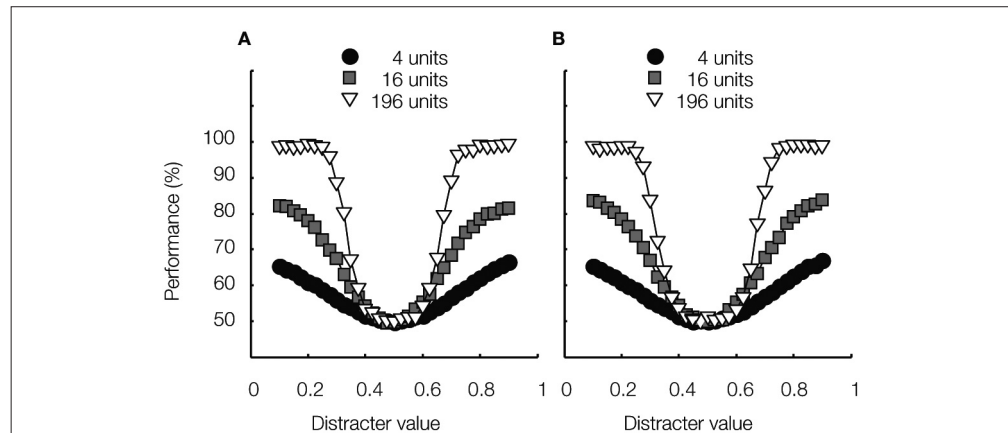 A
4 units
16 units
196 units
Performance (%)
100
90
80
70
60
50
0 0.2 0.4 0.6 0.8 1
Distracter value
B
4 units
16 units
196 units
0 0.2 0.4 0.6 0.8 1
Distracter value